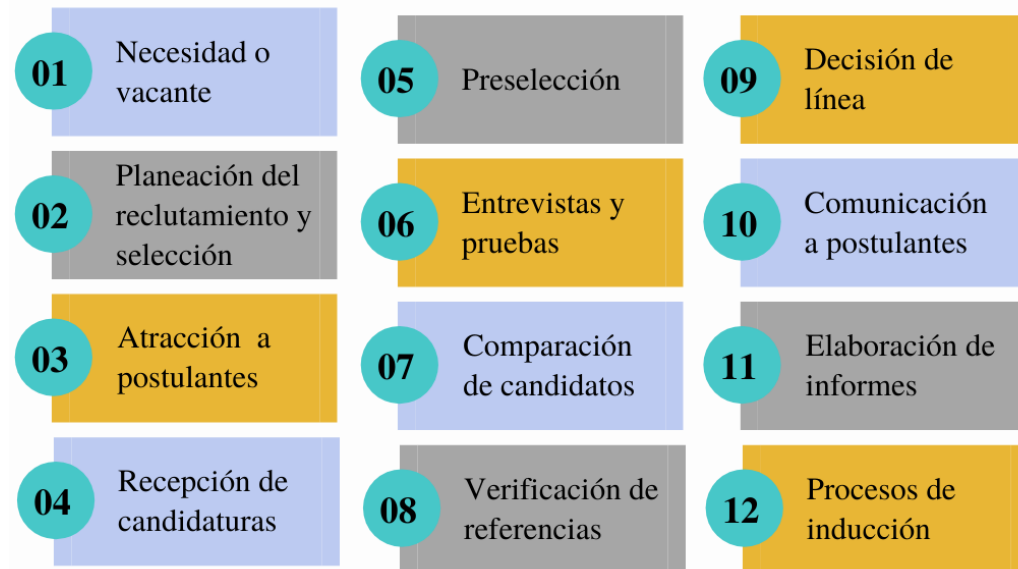 01
Necesidad o
vacante
02
Planeación del
reclutamiento y
selección
03
Atracción a
postulantes
04
Recepción de
candidaturas
05
Preselección
06
Entrevistas y
pruebas
07
Comparación
de candidatos
08
Verificación de
referencias
09
Decisión de
línea
10
Comunicación
a postulantes
11
Elaboración de
informes
12
Procesos de
inducción